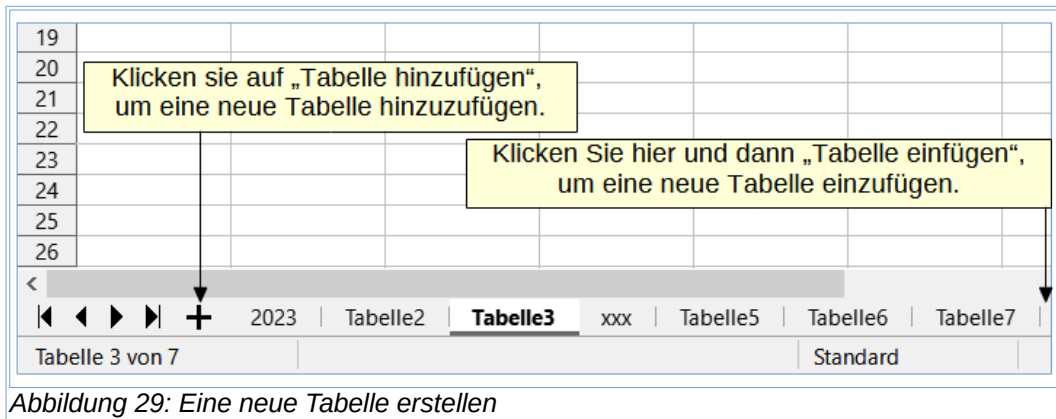 19
20
Klicken sie auf „Tabelle hinzufügen“,
21
um eine neue Tabelle hinzuzufügen.
22
23
Klicken Sie hier und dann „Tabelle einfügen“,
24
um eine neue Tabelle einzufügen.
25
26
2023 | Tabelle2 | Tabelle3 xxx | Tabelle5 | Tabelle6 | Tabelle7 |
Tabelle 3 von 7 Standard
Abbildung 29: Eine neue Tabelle erstellen